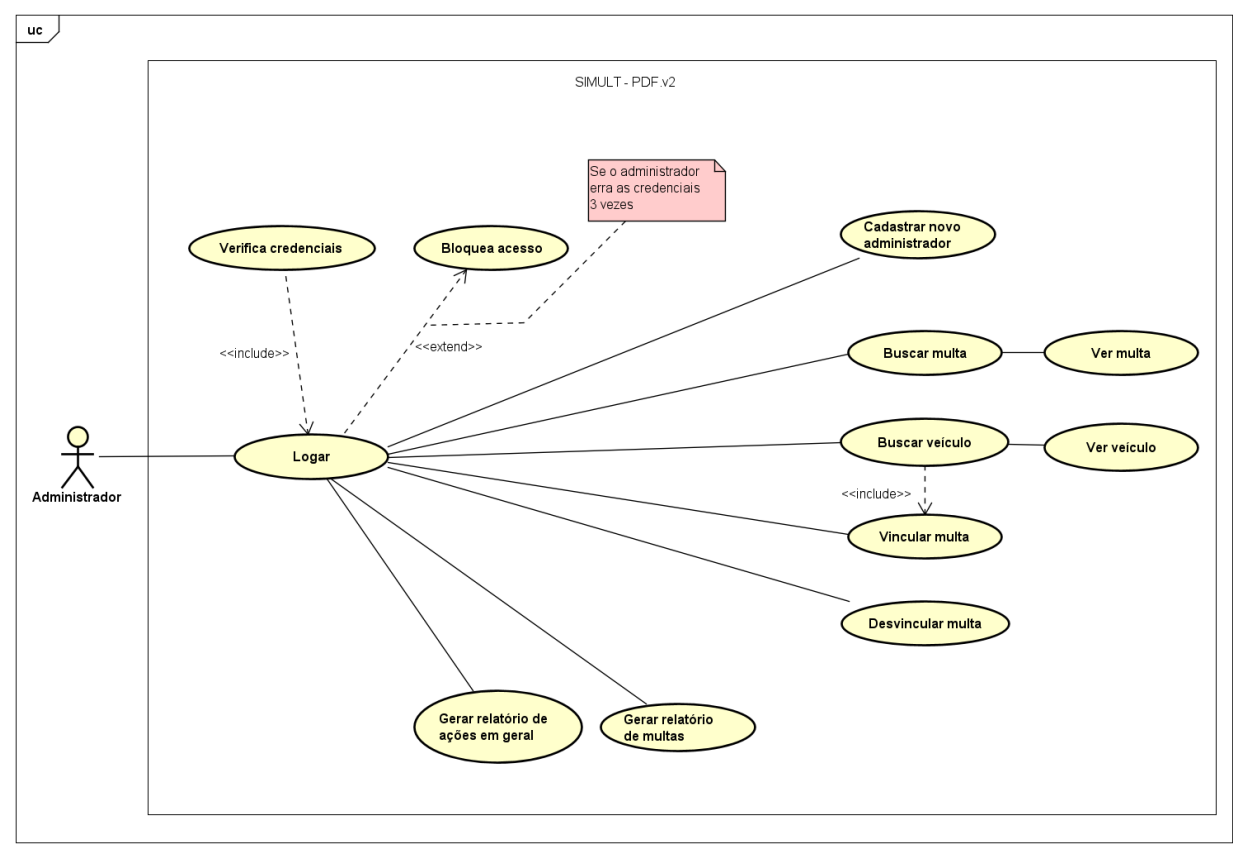 uc
SIMULT - PDF.v2
Se o administrador
erra as credenciais
3 vezes
Verifica credenciais
Bloquea acesso
Cadastrar novo
administrador
<<include>>
<<extend>>
Buscar multa
Ver multa
Logar
Buscar veículo
Ver veículo
Administrador
<<include>>
Vincular multa
Desvincular multa
Gerar relatório de
ações em geral
Gerar relatório
de multas